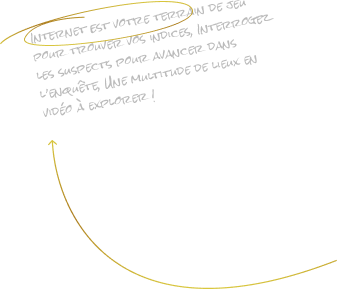 Internet est votre terrain de jeu
pour trouver vos indices, Interrogez
les suspects pour avancer dans
l'enquête, Une multitude de lieux en
vidéo à explorer !